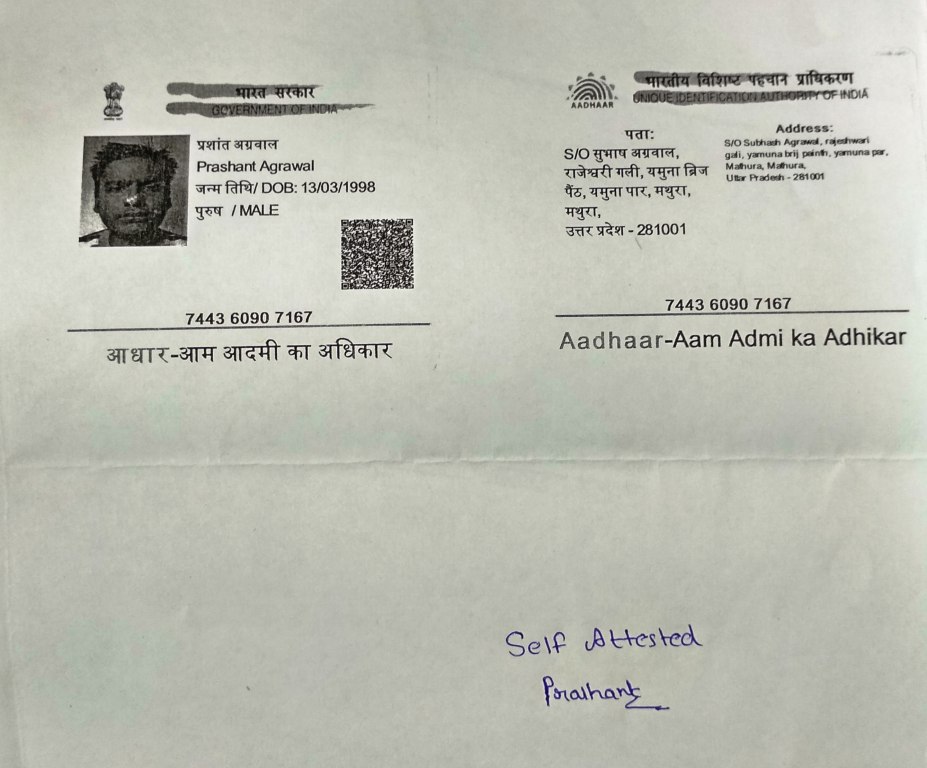 भारत सरकार
GOVERNMENT OF INDIA
प्रशांत अग्रवाल
Prashant Agrawal
जन्म तिथि/ DOB: 13/03/1998
पुरुष / MALE
7443 6090 7167
आधार-आम आदमी का अधिकार
भारतीय विशिष्ट पहचान प्राधिकरण
UNIQUE IDENTIFICATION AUTHORITY OF INDIA
AADHAAR
पता:
S/O सुभाष अग्रवाल,
राजेश्वरी गली, यमुना ब्रिज
पैंठ, यमुना पार, मथुरा,
मथुरा,
उत्तर प्रदेश - 281001
Address:
S/O Subhash Agrawal, rajeshwari
gali, yamuna brij painth, yamuna par,
Mathura, Mathura,
Uttar Pradesh - 281001
7443 6090 7167
Aadhaar-Aam Admi ka Adhikar
Self Attested
Prashant